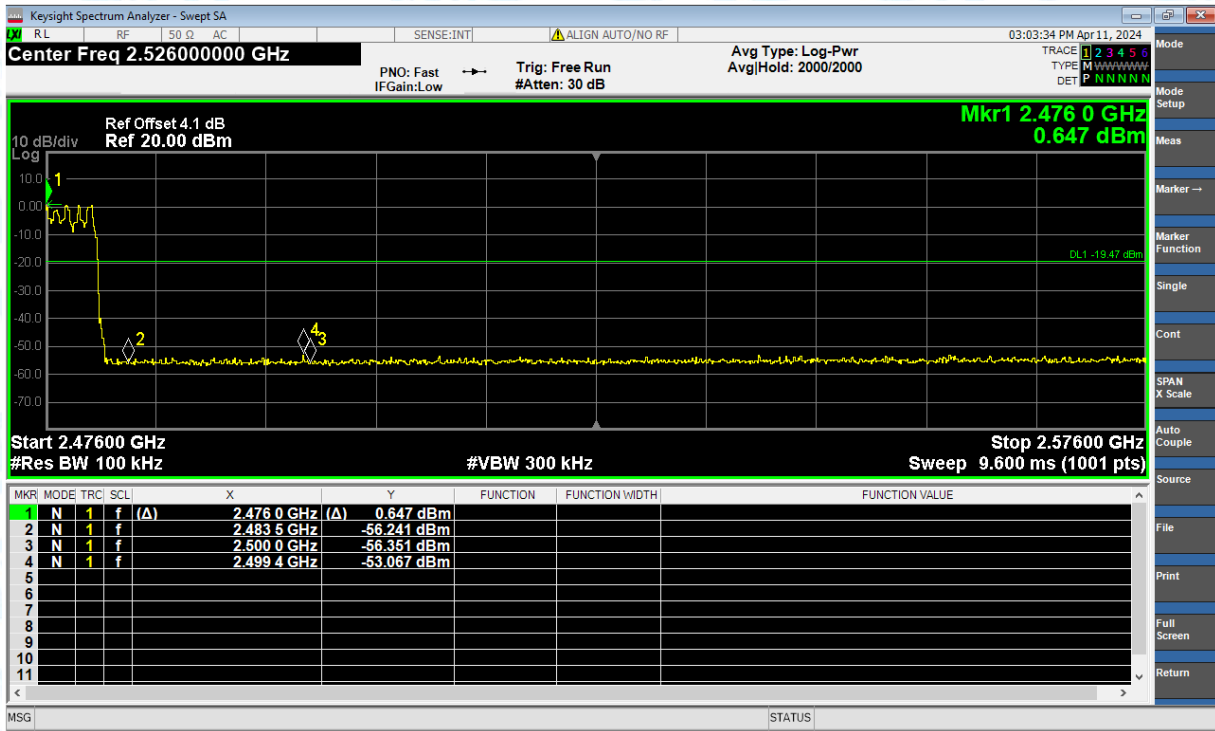 Keysight Spectrum Analyzer - Swept SA
LXI RL RF 50 Ω AC SENSE:INT ALIGN AUTO/NO RF 03:03:34 PM Apr 11, 2024
Center Freq 2.526000000 GHz
PNO: Fast
IFGain:Low
Trig: Free Run
#Atten: 30 dB
Avg Type: Log-Pwr
Avg|Hold: 2000/2000
TRACE 1 2 3 4 5 6
TYPE M WWWWW
DET P N N N N N
Mkr1 2.476 0 GHz
0.647 dBm
Ref Offset 4.1 dB
10 dB/div Ref 20.00 dBm
Log
10.0
0.00
-10.0
-20.0
-30.0
-40.0
-50.0
-60.0
-70.0
1
2
4
3
DL1 -19.47 dBm
Start 2.47600 GHz Stop 2.57600 GHz
#Res BW 100 kHz #VBW 300 kHz Sweep 9.600 ms (1001 pts)
MKR MODE TRC SCL X Y FUNCTION FUNCTION WIDTH FUNCTION VALUE
1 N 1 f (Δ) 2.476 0 GHz (Δ) 0.647 dBm
2 N 1 f 2.483 5 GHz -56.241 dBm
3 N 1 f 2.500 0 GHz -56.351 dBm
4 N 1 f 2.499 4 GHz -53.067 dBm
5
6
7
8
9
10
11
MSG STATUS
Mode
Mode
Setup
Meas
Marker →
Marker
Function
Single
Cont
SPAN
X Scale
Auto
Couple
Source
File
Print
Full
Screen
Return